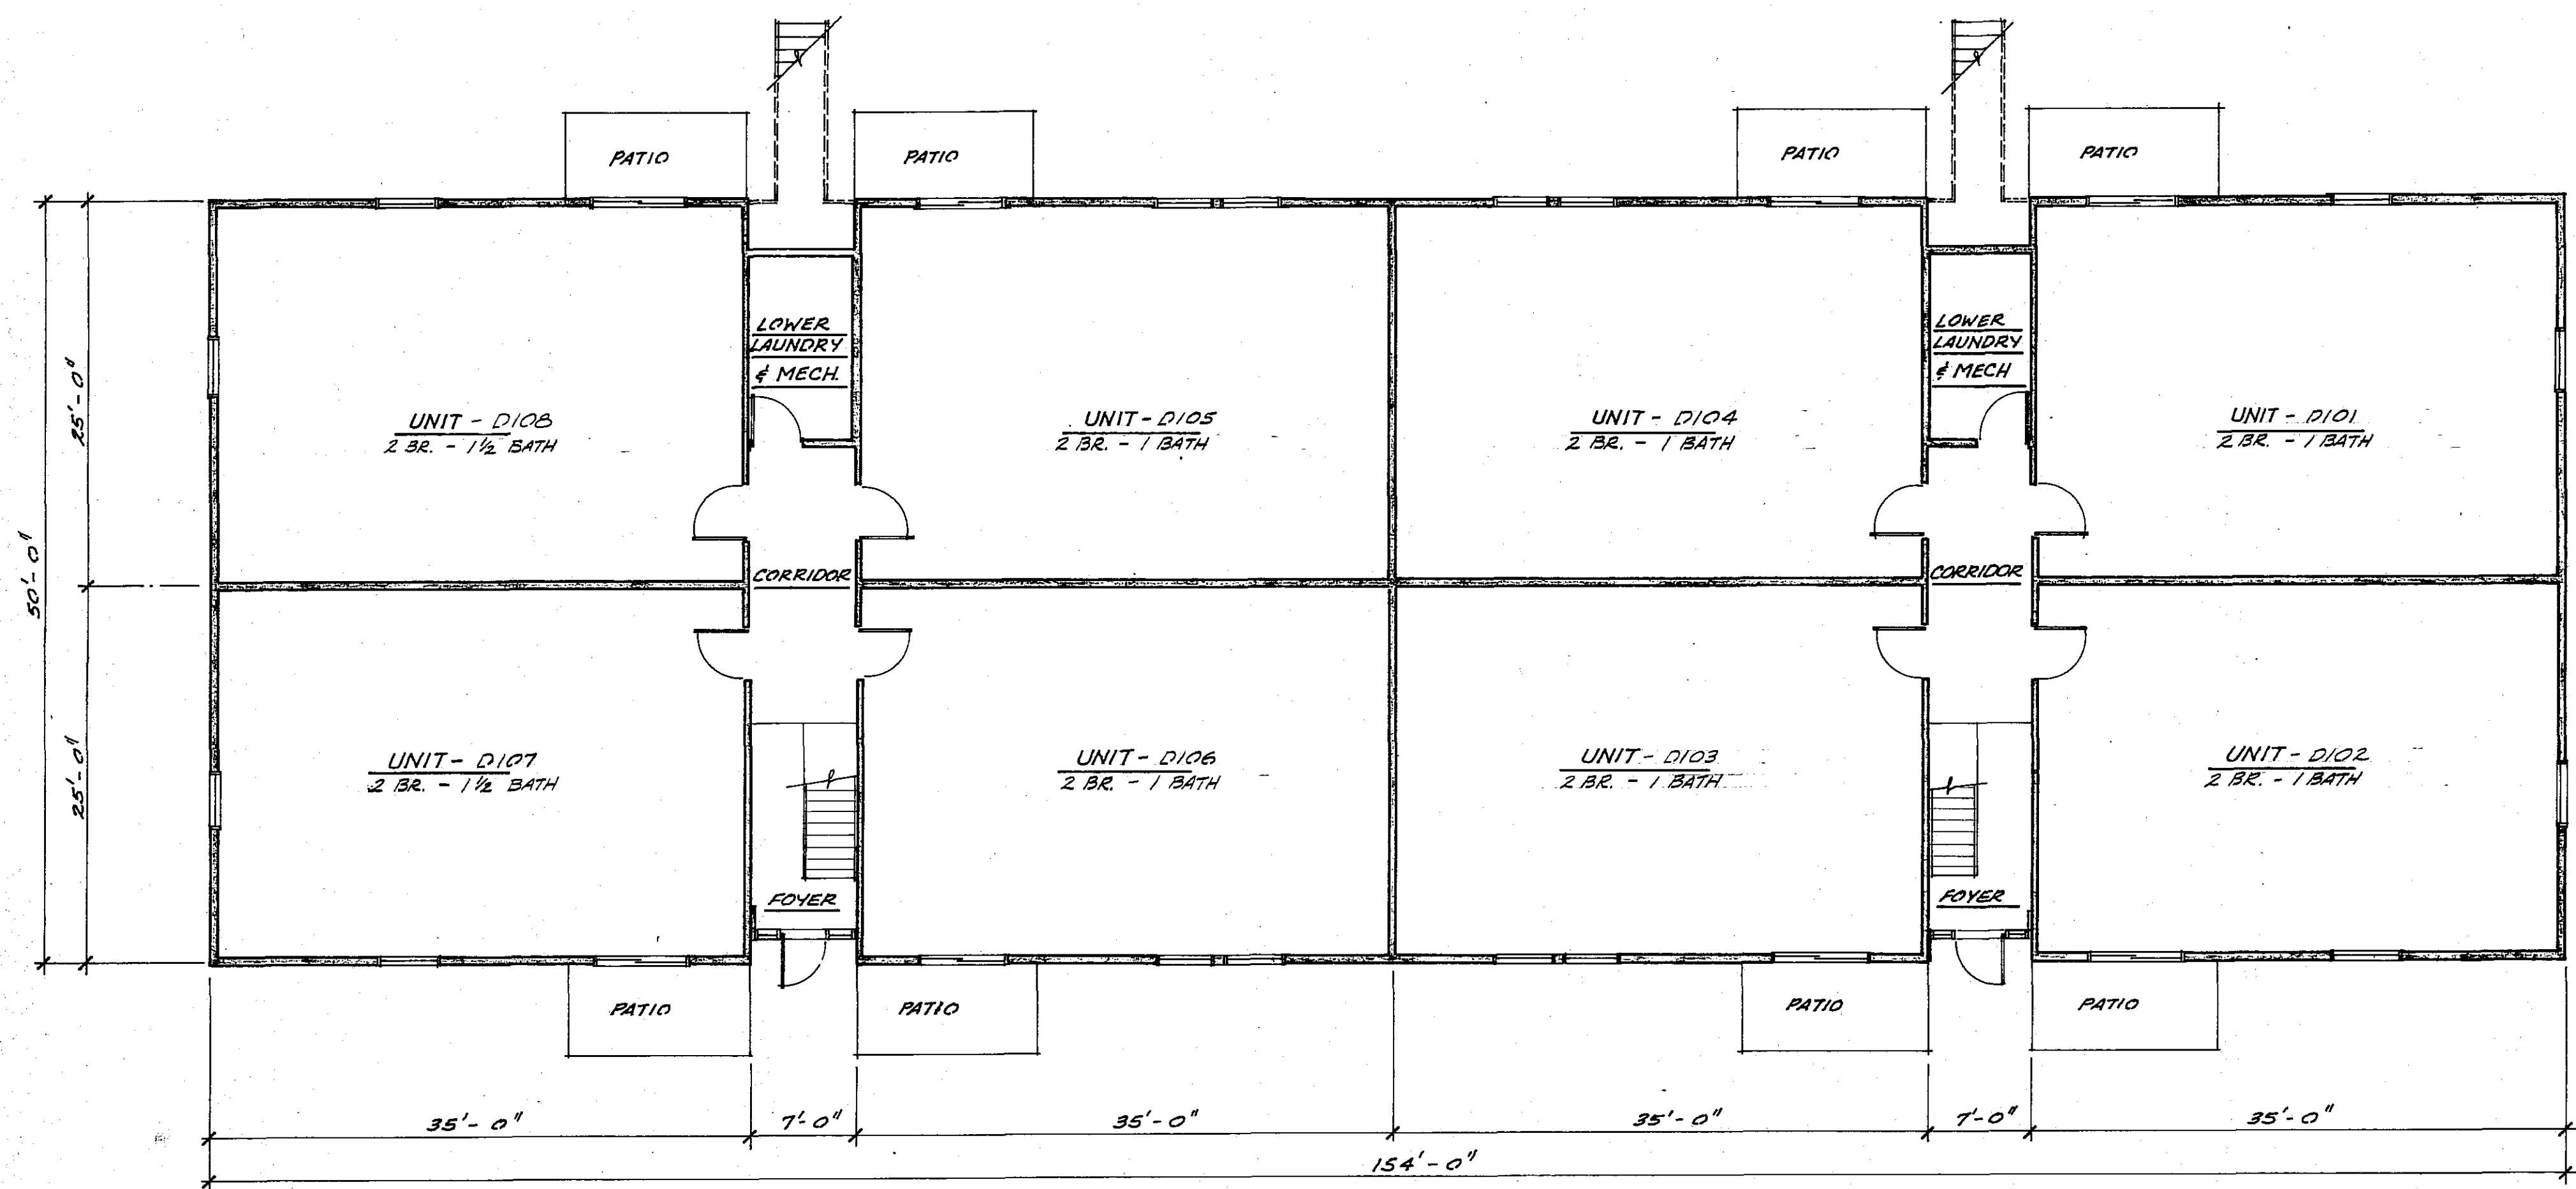 PATIO
PATIO
PATIO
PATIO
LOWER
LAUNDRY
& MECH.
LOWER
LAUNDRY
& MECH
UNIT - D108
2 BR. - 1 1/2 BATH
UNIT - D105
2 BR. - 1 BATH
UNIT - D104
2 BR. - 1 BATH
UNIT - D101
2 BR. - 1 BATH
25'-0"
50'-0"
CORRIDOR
CORRIDOR
25'-0"
UNIT - D107
2 BR. - 1 1/2 BATH
UNIT - D106
2 BR. - 1 BATH
UNIT - D103
2 BR. - 1 BATH
UNIT - D102
2 BR. - 1 BATH
FOYER
FOYER
PATIO
PATIO
PATIO
PATIO
35'-0"
7'-0"
35'-0"
35'-0"
7'-0"
35'-0"
154'-0"